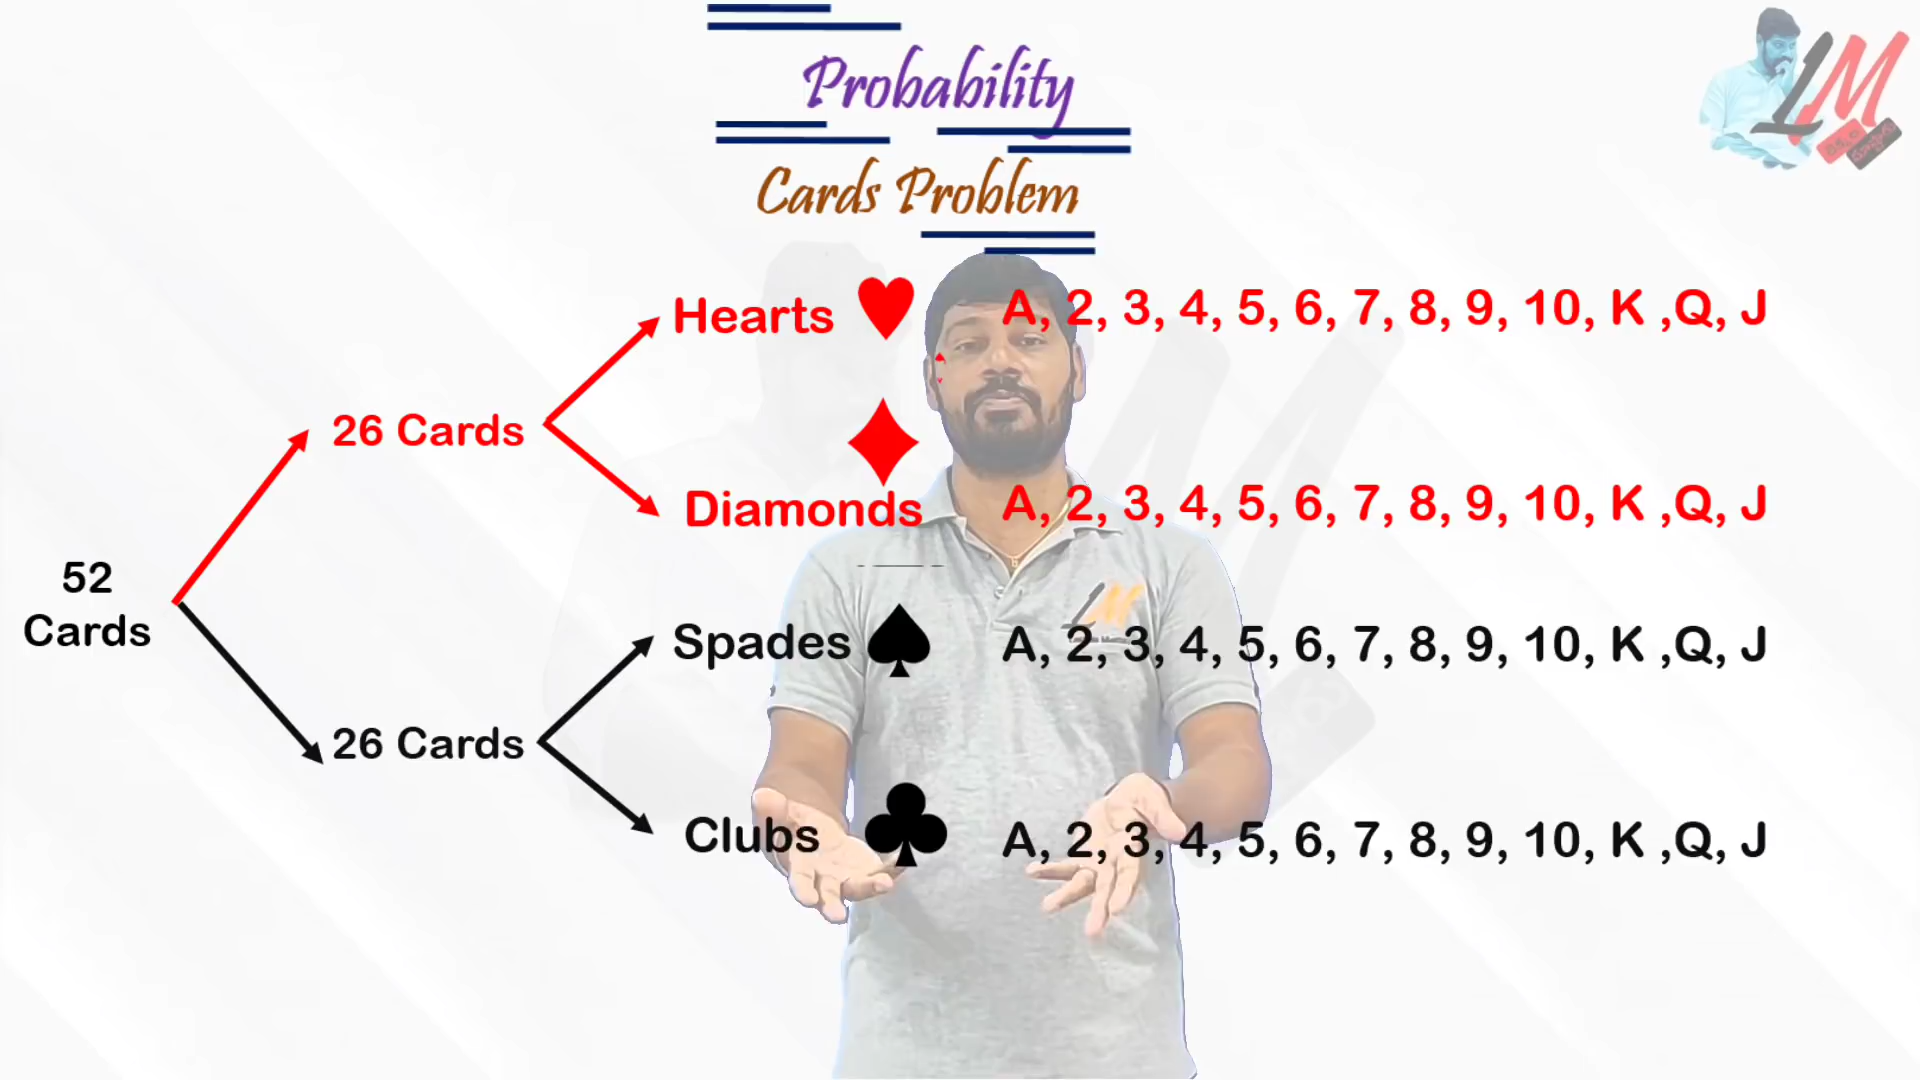 Probability
Cards Problem
Hearts A, 2, 3, 4, 5, 6, 7, 8, 9, 10, K ,Q, J
26 Cards
Diamonds A, 2, 3, 4, 5, 6, 7, 8, 9, 10, K ,Q, J
52
Cards
Spades A, 2, 3, 4, 5, 6, 7, 8, 9, 10, K ,Q, J
26 Cards
Clubs A, 2, 3, 4, 5, 6, 7, 8, 9, 10, K ,Q, J
LM
LM